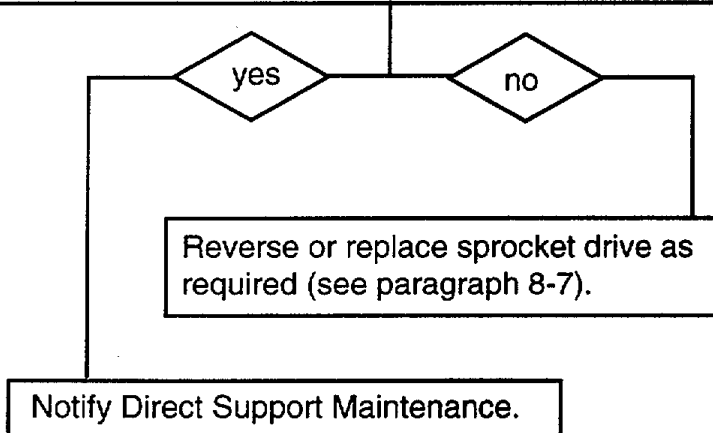 yes
no
Reverse or replace sprocket drive as
required (see paragraph 8-7).
Notify Direct Support Maintenance.